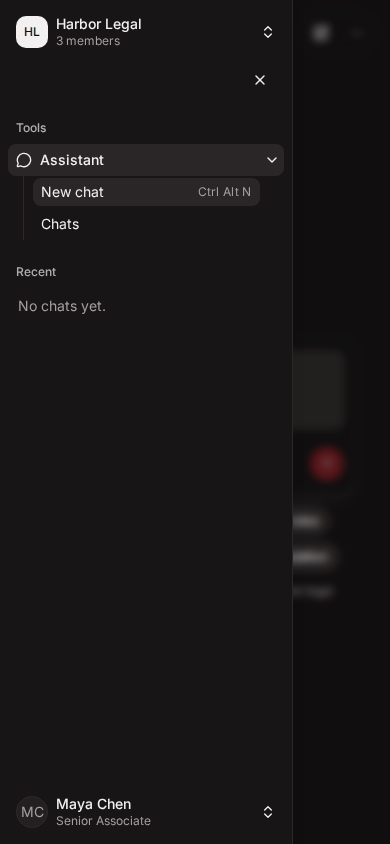 HL
Harbor Legal
3 members
Tools
Assistant
New chat Ctrl Alt N
Chats
Recent
No chats yet.
MC
Maya Chen
Senior Associate